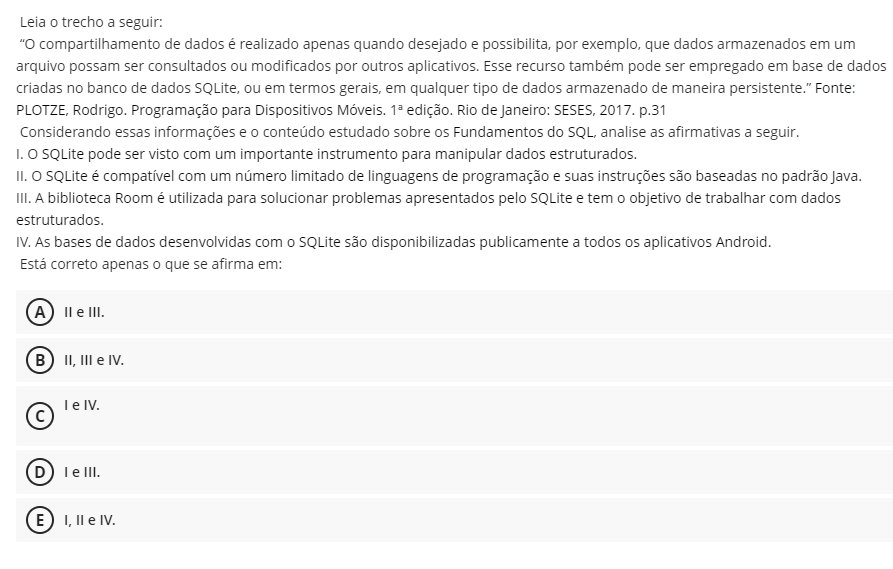 Leia o trecho a seguir:
“O compartilhamento de dados é realizado apenas quando desejado e possibilita, por exemplo, que dados armazenados em um
arquivo possam ser consultados ou modificados por outros aplicativos. Esse recurso também pode ser empregado em base de dados
criadas no banco de dados SQLite, ou em termos gerais, em qualquer tipo de dados armazenado de maneira persistente.” Fonte:
PLOTZE, Rodrigo. Programação para Dispositivos Móveis. 1ª edição. Rio de Janeiro: SESES, 2017. p.31
Considerando essas informações e o conteúdo estudado sobre os Fundamentos do SQL, analise as afirmativas a seguir.
I. O SQLite pode ser visto com um importante instrumento para manipular dados estruturados.
II. O SQLite é compatível com um número limitado de linguagens de programação e suas instruções são baseadas no padrão Java.
III. A biblioteca Room é utilizada para solucionar problemas apresentados pelo SQLite e tem o objetivo de trabalhar com dados
estruturados.
IV. As bases de dados desenvolvidas com o SQLite são disponibilizadas publicamente a todos os aplicativos Android.
Está correto apenas o que se afirma em:
A II e III.
B II, III e IV.
C I e IV.
D I e III.
E I, II e IV.